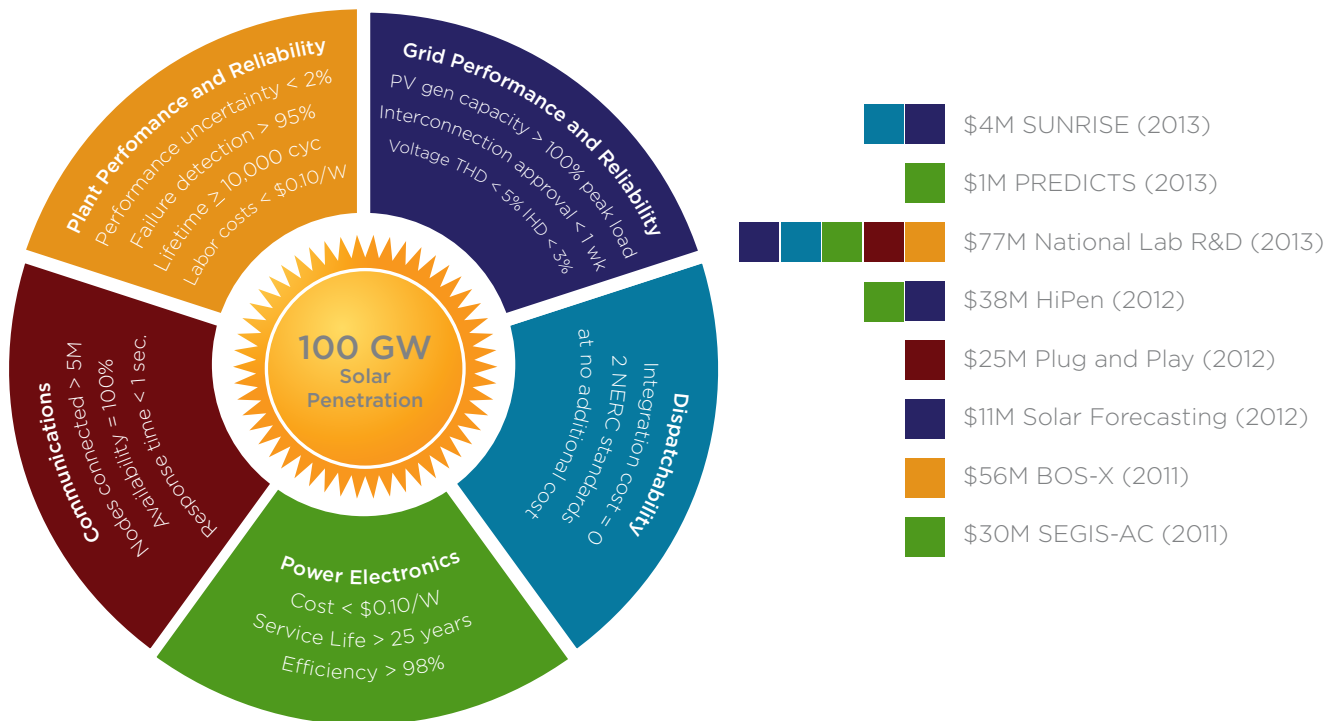 Plant Perfomance and Reliability
Performance uncertainty < 2%
Failure detection > 95%
Lifetime ≥ 10,000 cyc
Labor costs < $0.10/W
Grid Performance and Reliability
PV gen capacity > 100% peak load
Interconnection approval < 1 wk
Voltage THD < 5% IHD < 3%
Dispatchability
Integration cost = 0
2 NERC standards
at no additional cost
Power Electronics
Cost < $0.10/W
Service Life > 25 years
Efficiency > 98%
Communications
Nodes connected > 5M
Availability = 100%
Response time < 1 sec.
100 GW
Solar
Penetration
$4M SUNRISE (2013)
$1M PREDICTS (2013)
$77M National Lab R&D (2013)
$38M HiPen (2012)
$25M Plug and Play (2012)
$11M Solar Forecasting (2012)
$56M BOS-X (2011)
$30M SEGIS-AC (2011)